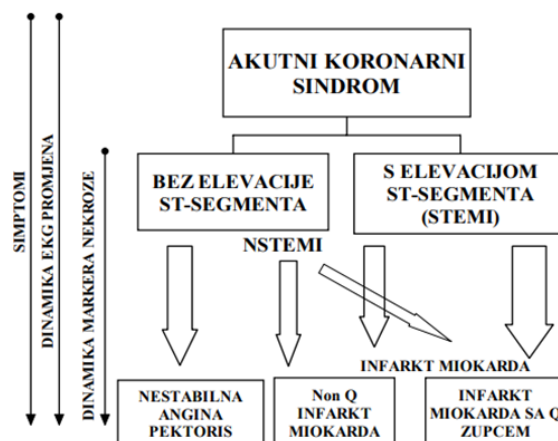 AKUTNI KORONARNI
SINDROM
SIMPTOMI
DINAMIKA EKG PROMJENA
DINAMIKA MARKERA NEKROZE
BEZ ELEVACIJE
ST-SEGMENTA
S ELEVACIJOM
ST-SEGMENTA
(STEMI)
NSTEMI
INFARKT MIOKARDA
NESTABILNA
ANGINA
PEKTORIS
Non Q
INFARKT
MIOKARDA
INFARKT
MIOKARDA SA Q
ZUPCEM